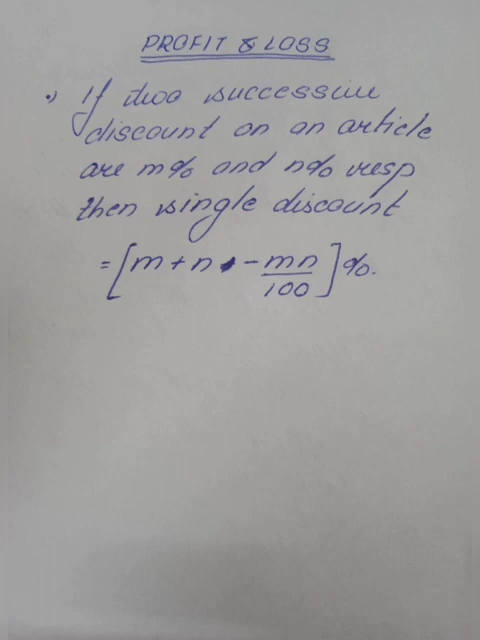 PROFIT & LOSS
•) If two successive
discount on an article
are m% and n% resp
then single discount
= [m+n - mn/100]%.